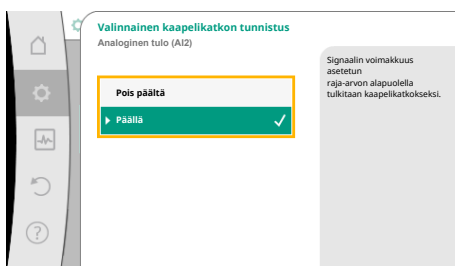 Valinnainen kaapelikatkon tunnistus
Analoginen tulo (AI2)
Signaalin voimakkuus
asetetun
raja-arvon alapuolella
tulkitaan kaapelikatkokseksi.
Pois päältä
Päällä
?